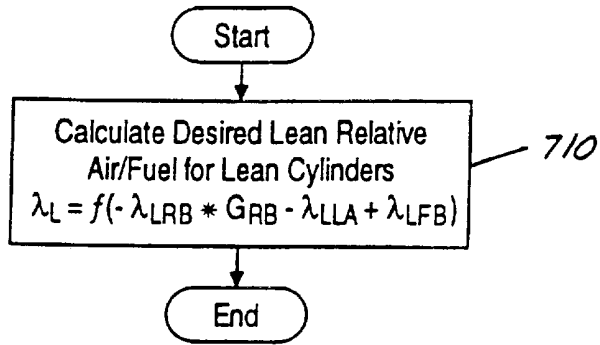 Start
Calculate Desired Lean Relative
Air/Fuel for Lean Cylinders
λL = f(- λLRB * GRB - λLLA + λLFB)
710
End